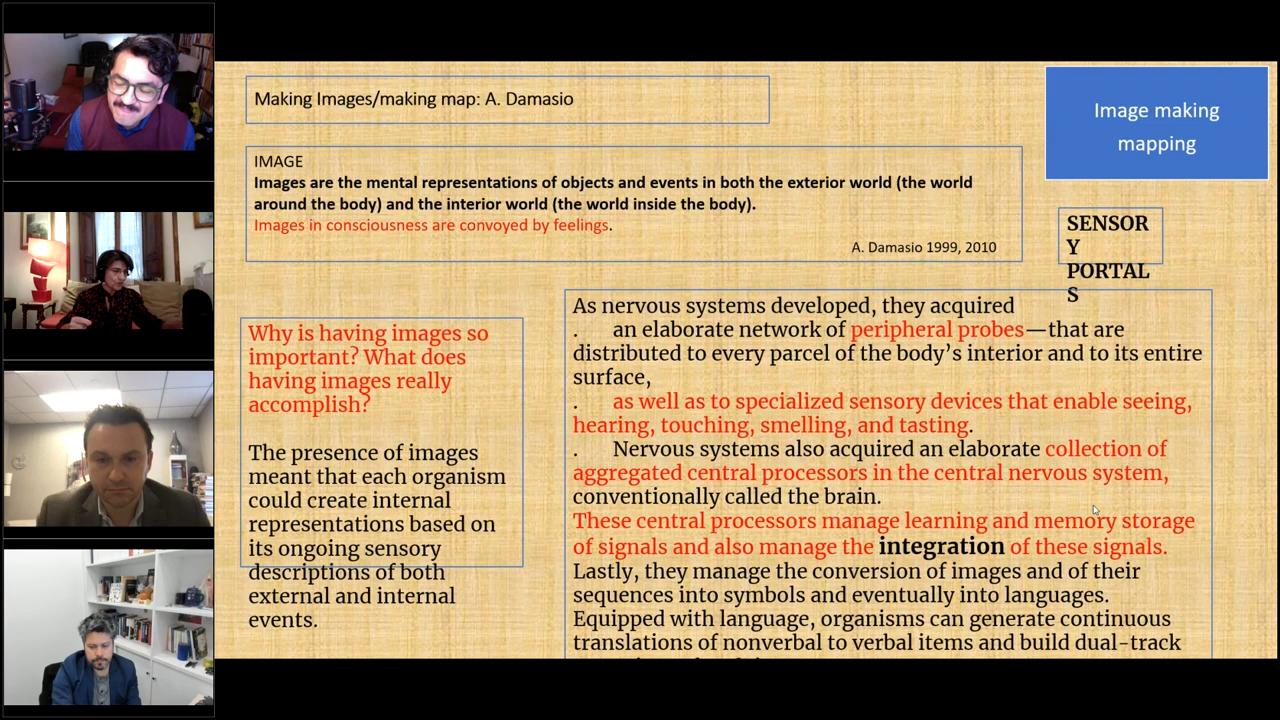 Making Images/making map: A. Damasio
Image making
mapping
IMAGE
Images are the mental representations of objects and events in both the exterior world (the world
around the body) and the interior world (the world inside the body).
Images in consciousness are convoyed by feelings.
A. Damasio 1999, 2010
SENSOR
Y
PORTAL
S
Why is having images so
important? What does
having images really
accomplish?
The presence of images
meant that each organism
could create internal
representations based on
its ongoing sensory
descriptions of both
external and internal
events.
As nervous systems developed, they acquired
. an elaborate network of peripheral probes—that are
distributed to every parcel of the body's interior and to its entire
surface,
. as well as to specialized sensory devices that enable seeing,
hearing, touching, smelling, and tasting.
. Nervous systems also acquired an elaborate collection of
aggregated central processors in the central nervous system,
conventionally called the brain.
These central processors manage learning and memory storage
of signals and also manage the integration of these signals.
Lastly, they manage the conversion of images and of their
sequences into symbols and eventually into languages.
Equipped with language, organisms can generate continuous
translations of nonverbal to verbal items and build dual-track